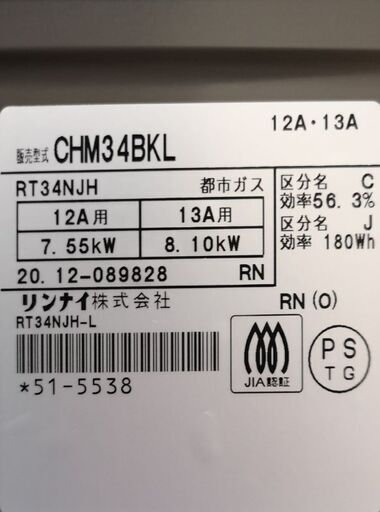 12A・13A
販売型式 CHM34BKL
RT34NJH 都市ガス
12A用 13A用
7.55kW 8.10kW
区分名 C
効率56.3%
区分名 J
効率 180Wh
20.12-089828 RN
リンナイ株式会社
RN(O)
RT34NJH-L
*51-5538
JIA認証
PS
TG